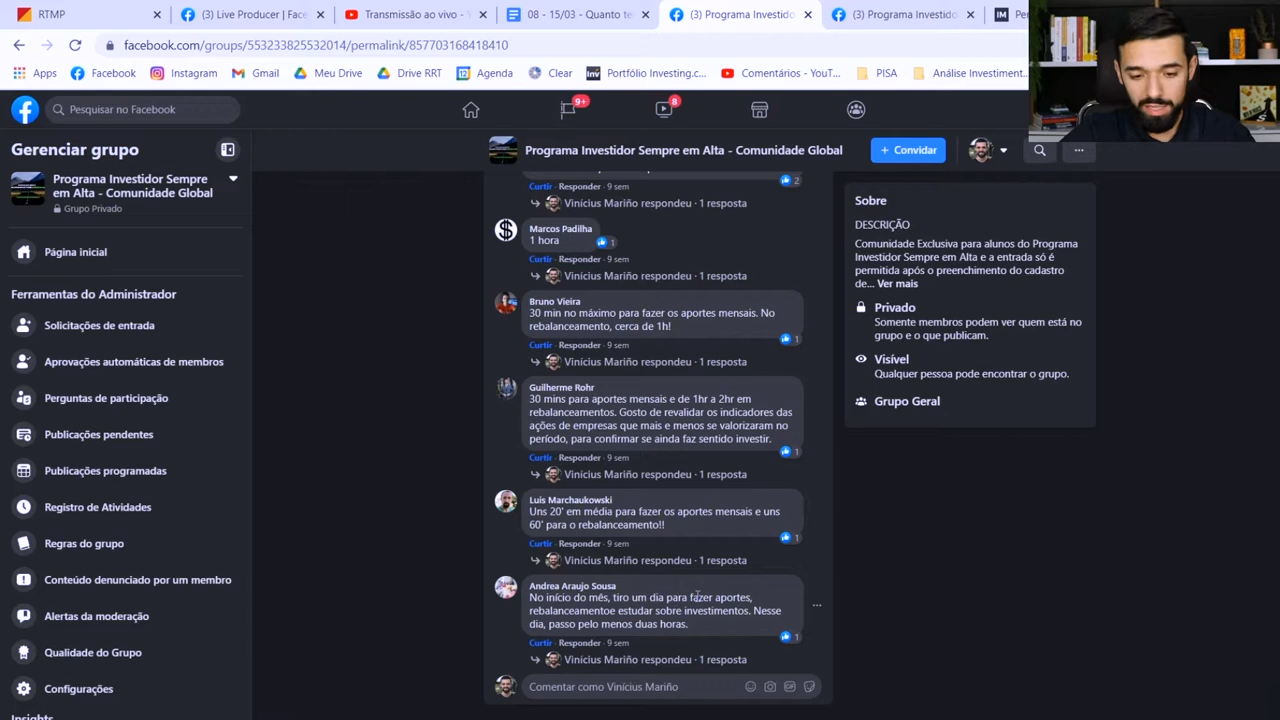 RTMP
(3) Live Producer | Face
Transmissão ao vivo - Y
08 - 15/03 - Quanto te
(3) Programa Investido
(3) Programa Investido
facebook.com/groups/553233825532014/permalink/857703168418410
Apps
Facebook
Instagram
Gmail
Meu Drive
Drive RRT
Agenda
Clear
Portfólio Investing.co...
Comentários - YouT...
PISA
Análise Investiment...
Pesquisar no Facebook
9+
8
Gerenciar grupo
Programa Investidor Sempre
em Alta - Comunidade Global
Grupo Privado
Página inicial
Ferramentas do Administrador
Solicitações de entrada
Aprovações automáticas de membros
Perguntas de participação
Publicações pendentes
Publicações programadas
Registro de Atividades
Regras do grupo
Conteúdo denunciado por um membro
Alertas da moderação
Qualidade do Grupo
Configurações
Insights
Programa Investidor Sempre em Alta - Comunidade Global
+ Convidar
Curtir · Responder · 9 sem
2
Vinícius Mariño respondeu · 1 resposta
Marcos Padilha
1 hora
1
Curtir · Responder · 9 sem
Vinícius Mariño respondeu · 1 resposta
Bruno Vieira
30 min no máximo para fazer os aportes mensais. No
rebalanceamento, cerca de 1h!
1
Curtir · Responder · 9 sem
Vinícius Mariño respondeu · 1 resposta
Guilherme Rohr
30 mins para aportes mensais e de 1hr a 2hr em
rebalanceamentos. Gosto de revalidar os indicadores das
ações de empresas que mais e menos se valorizaram no
período, para confirmar se ainda faz sentido investir.
1
Curtir · Responder · 9 sem
Vinícius Mariño respondeu · 1 resposta
Luis Marchaukowski
Uns 20' em média para fazer os aportes mensais e uns
60' para o rebalanceamento!!
1
Curtir · Responder · 9 sem
Vinícius Mariño respondeu · 1 resposta
Andrea Araujo Sousa
No início do mês, tiro um dia para fazer aportes,
rebalanceamentoe estudar sobre investimentos. Nesse
dia, passo pelo menos duas horas.
1
Curtir · Responder · 9 sem
Vinícius Mariño respondeu · 1 resposta
Comentar como Vinícius Mariño
Sobre
DESCRIÇÃO
Comunidade Exclusiva para alunos do Programa
Investidor Sempre em Alta e a entrada só é
permitida após o preenchimento do cadastro
de... Ver mais
Privado
Somente membros podem ver quem está no
grupo e o que publicam.
Visível
Qualquer pessoa pode encontrar o grupo.
Grupo Geral